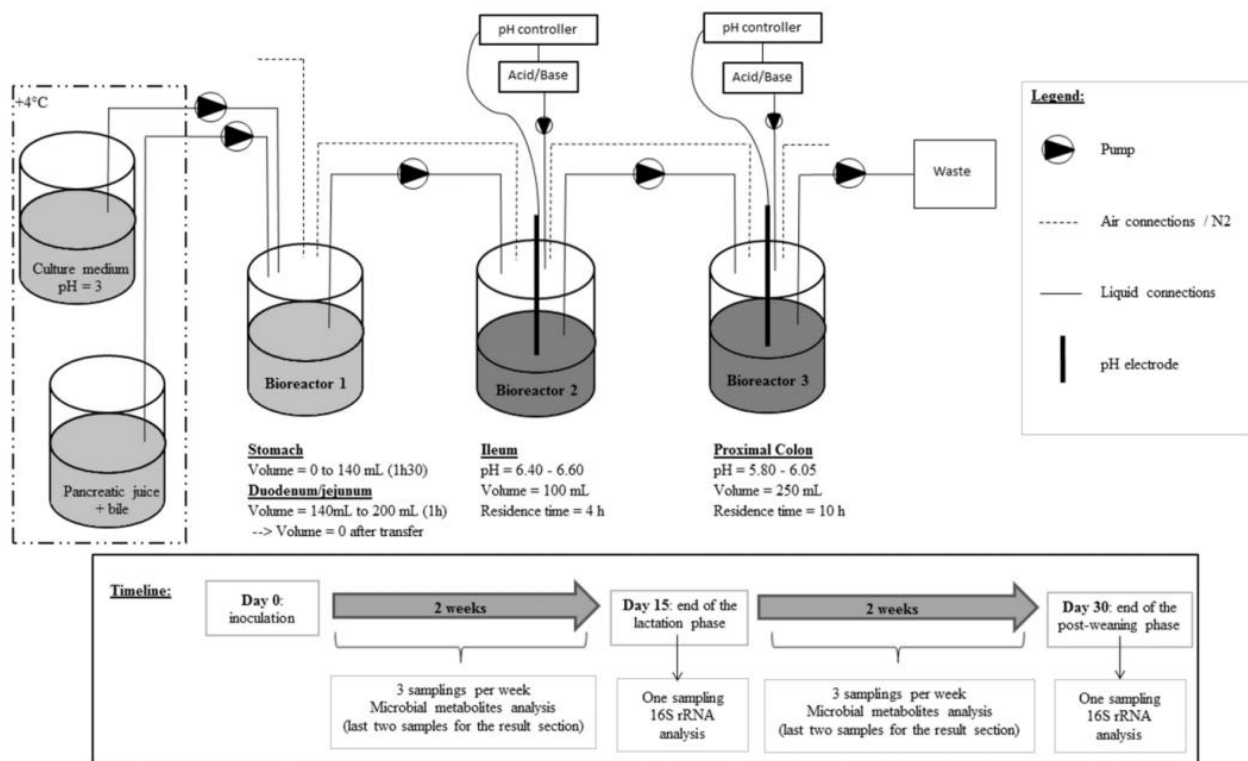 pH controller
Acid/Base
pH controller
Acid/Base
+4°C
Culture medium
pH = 3
Pancreatic juice
+ bile
Bioreactor 1
Bioreactor 2
Bioreactor 3
Waste
Legend:
Pump
Air connections / N2
Liquid connections
pH electrode
Stomach
Volume = 0 to 140 mL (1h30)
Duodenum/jejunum
Volume = 140mL to 200 mL (1h)
--> Volume = 0 after transfer
Ileum
pH = 6.40 - 6.60
Volume = 100 mL
Residence time = 4 h
Proximal Colon
pH = 5.80 - 6.05
Volume = 250 mL
Residence time = 10 h
Timeline:
Day 0:
inoculation
2 weeks
Day 15: end of the
lactation phase
2 weeks
Day 30: end of the
post-weaning phase
3 samplings per week
Microbial metabolites analysis
(last two samples for the result section)
One sampling
16S rRNA
analysis
3 samplings per week
Microbial metabolites analysis
(last two samples for the result section)
One sampling
16S rRNA
analysis